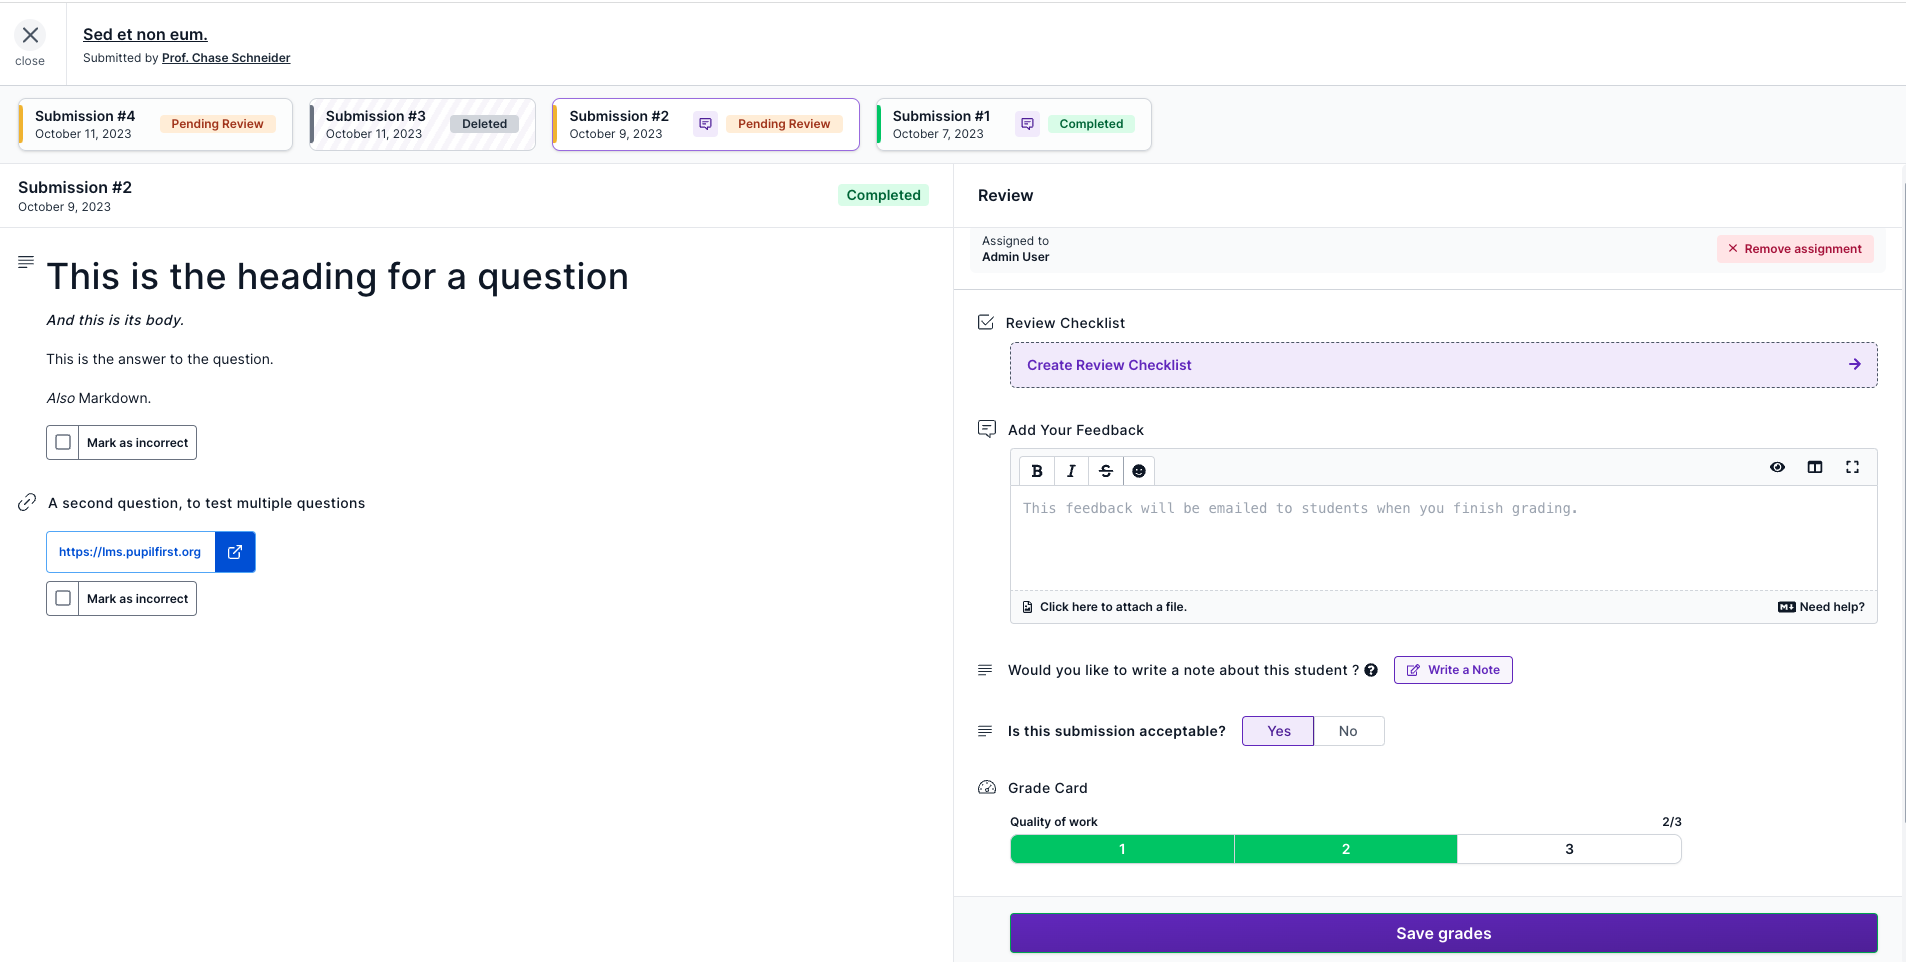 Sed et non eum.
close
Submitted by Prof. Chase Schneider
Submission #4
October 11, 2023
Pending Review
Submission #3
October 11, 2023
Deleted
Submission #2
October 9, 2023
Pending Review
Submission #1
October 7, 2023
Completed
Submission #2
October 9, 2023
Completed
This is the heading for a question
And this is its body.
This is the answer to the question.
Also Markdown.
Mark as incorrect
A second question, to test multiple questions
https://lms.pupilfirst.org
Mark as incorrect
Review
Assigned to
Admin User
Remove assignment
Review Checklist
Create Review Checklist
Add Your Feedback
B I S
This feedback will be emailed to students when you finish grading.
Click here to attach a file.
M Need help?
Would you like to write a note about this student ? ?
Write a Note
Is this submission acceptable? Yes No
Grade Card
Quality of work 2/3
1 2 3
Save grades